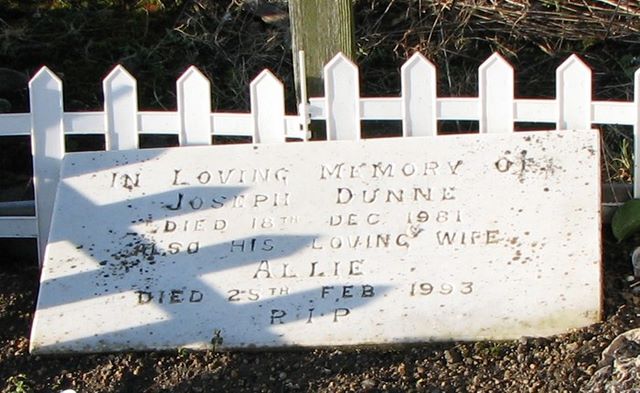 IN LOVING MEMORY OF
JOSEPH DUNNE
DIED 18TH DEC 1981
ALSO HIS LOVING WIFE
ALLIE
DIED 25TH FEB 1993
R I P